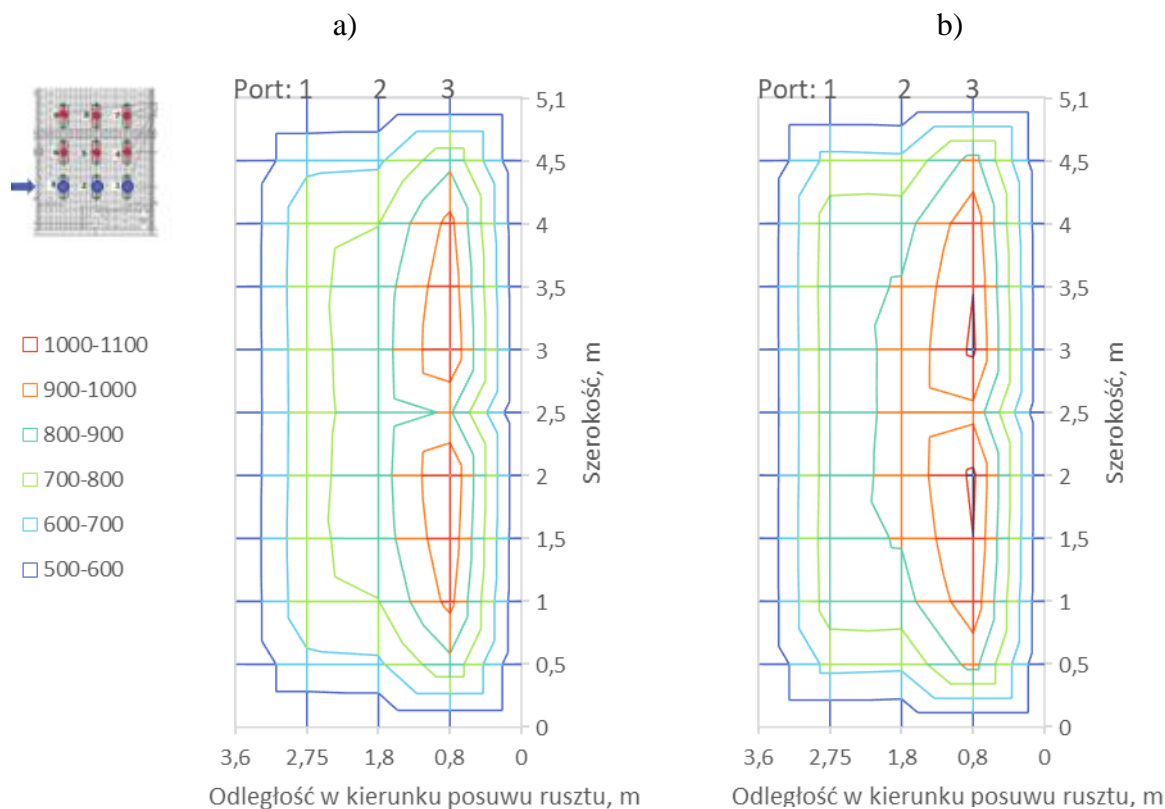 a)
b)
Port: 1 2 3
Port: 1 2 3
5,1
4,5
4
3,5
3
2,5
2
1,5
1
0,5
0
Szerokość, m
5,1
4,5
4
3,5
3
2,5
2
1,5
1
0,5
0
Szerokość, m
1000-1100
900-1000
800-900
700-800
600-700
500-600
3,6 2,75 1,8 0,8 0
3,6 2,75 1,8 0,8 0
Odległość w kierunku posuwu rusztu, m
Odległość w kierunku posuwu rusztu, m